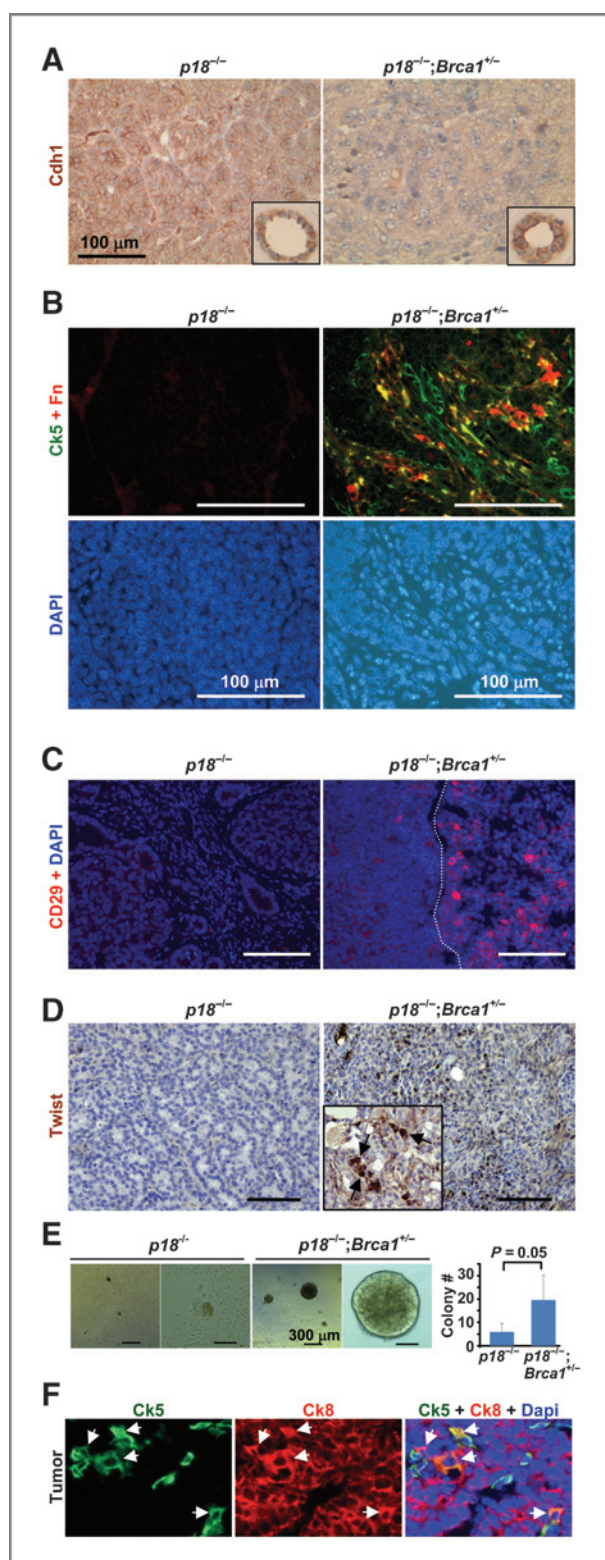 A
p18–/–
p18–/–;Brca1+/–
Cdh1
100 μm
B
p18–/–
p18–/–;Brca1+/–
Ck5 + Fn
DAPI
100 μm
100 μm
C
p18–/–
p18–/–;Brca1+/–
CD29 + DAPI
D
p18–/–
p18–/–;Brca1+/–
Twist
E
p18–/–
p18–/–;Brca1+/–
300 μm
P = 0.05
Colony #
30
20
10
0
p18–/–
p18–/–;
Brca1+/–
F
Ck5
Ck8
Ck5 + Ck8 + Dapi
Tumor